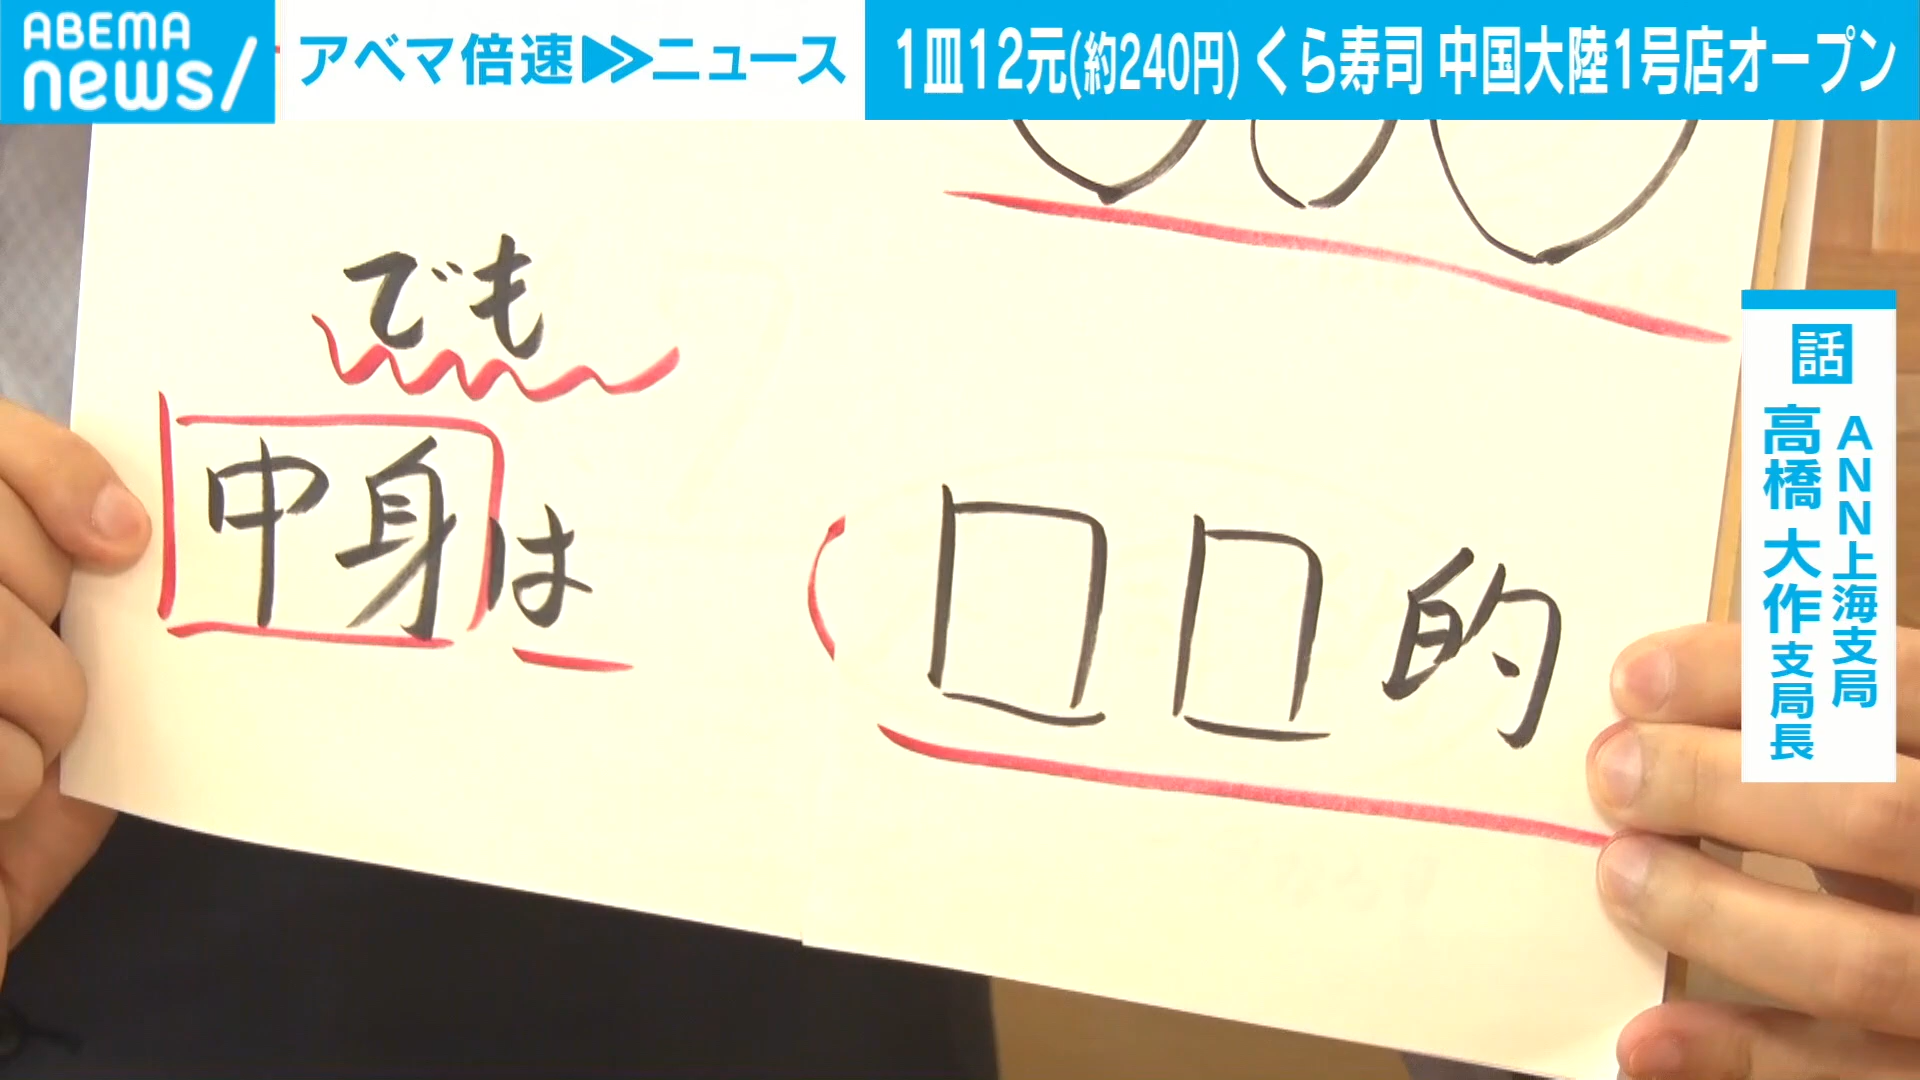 ABEMA
news/
アベマ倍速
ニュース
1皿12元(約240円) くら寿司 中国大陸1号店オープン
でも
中身は
□□的
話
ANN上海支局
高橋 大作支局長